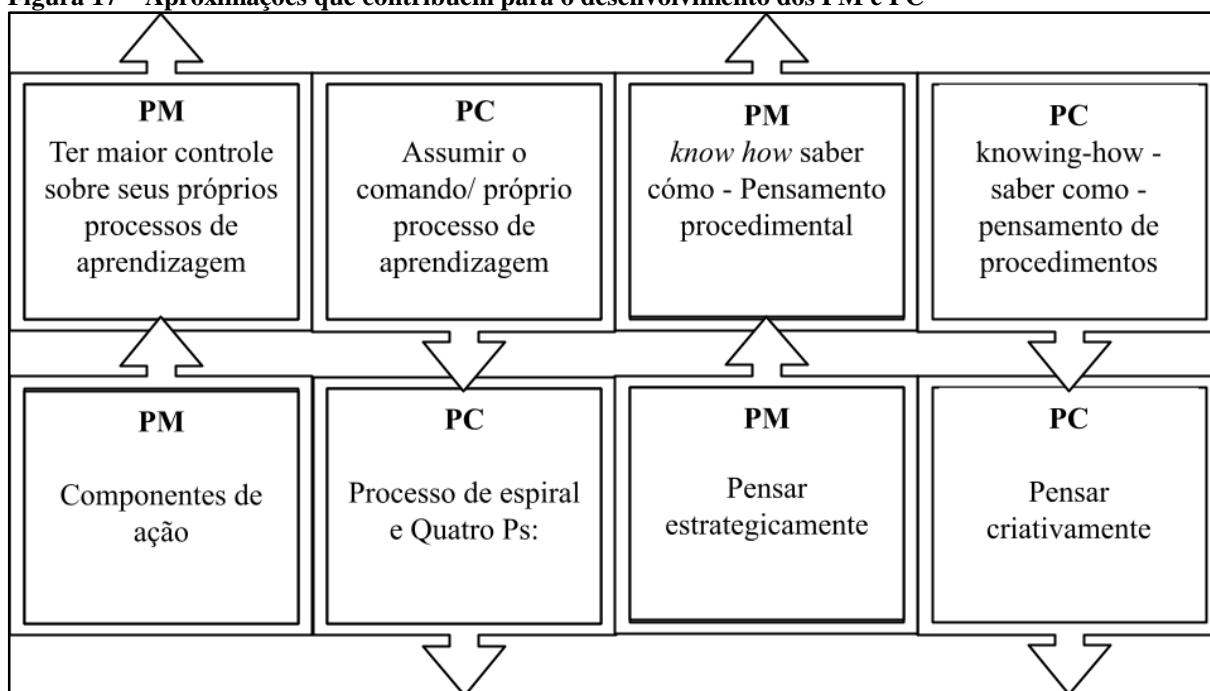 Figura 17 – Aproximações que contribuem para o desenvolvimento dos PM e PC
PM
Ter maior controle
sobre seus próprios
processos de
aprendizagem
PC
Assumir o
comando/ próprio
processo de
aprendizagem
PM
know how saber
cómo - Pensamento
procedimental
PC
knowing-how -
saber como -
pensamento de
procedimentos
PM
Componentes de
ação
PC
Processo de espiral
e Quatro Ps:
PM
Pensar
estrategicamente
PC
Pensar
criativamente